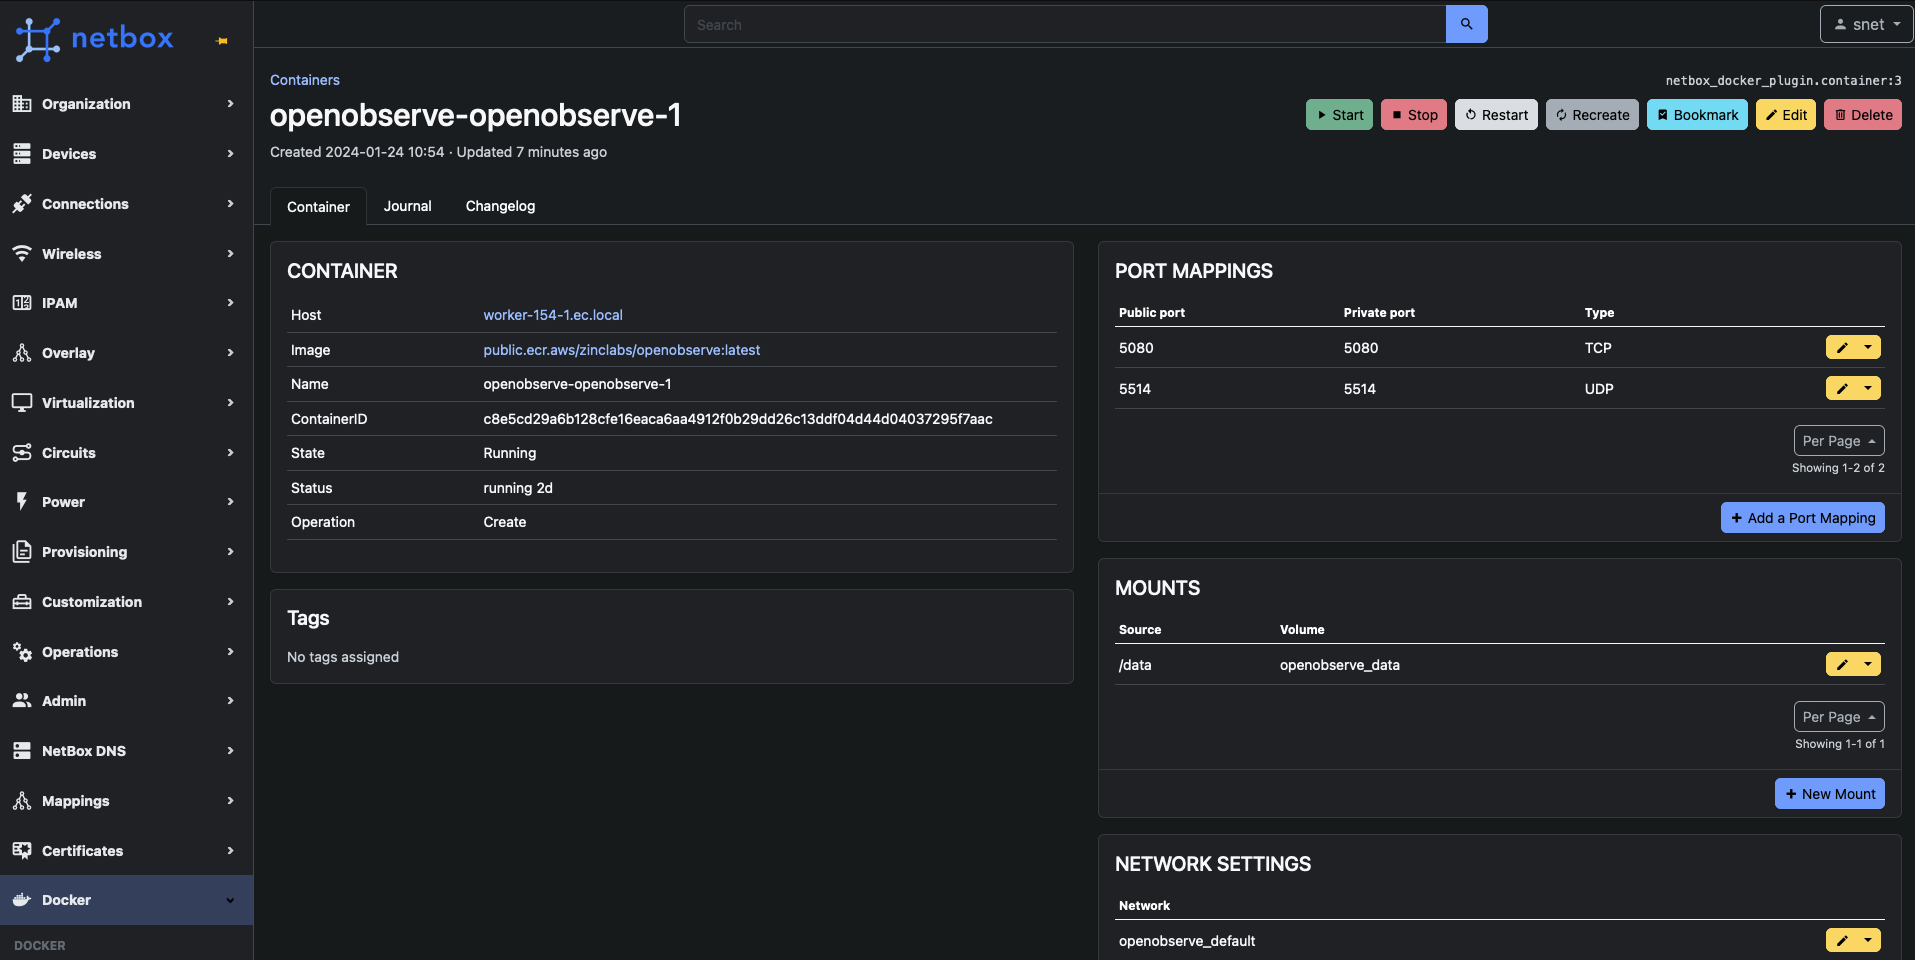 netbox
Search
snet
Organization
Devices
Connections
Wireless
IPAM
Overlay
Virtualization
Circuits
Power
Provisioning
Customization
Operations
Admin
NetBox DNS
Mappings
Certificates
Docker
DOCKER
Containers
netbox_docker_plugin.container:3
openobserve-openobserve-1
Start Stop Restart Recreate Bookmark Edit Delete
Created 2024-01-24 10:54 · Updated 7 minutes ago
Container Journal Changelog
CONTAINER
Host worker-154-1.ec.local
Image public.ecr.aws/zinclabs/openobserve:latest
Name openobserve-openobserve-1
ContainerID c8e5cd29a6b128cfe16eaca6aa4912f0b29dd26c13ddf04d44d04037295f7aac
State Running
Status running 2d
Operation Create
Tags
No tags assigned
PORT MAPPINGS
Public port Private port Type
5080 5080 TCP
5514 5514 UDP
Per Page
Showing 1-2 of 2
+ Add a Port Mapping
MOUNTS
Source Volume
/data openobserve_data
Per Page
Showing 1-1 of 1
+ New Mount
NETWORK SETTINGS
Network
openobserve_default